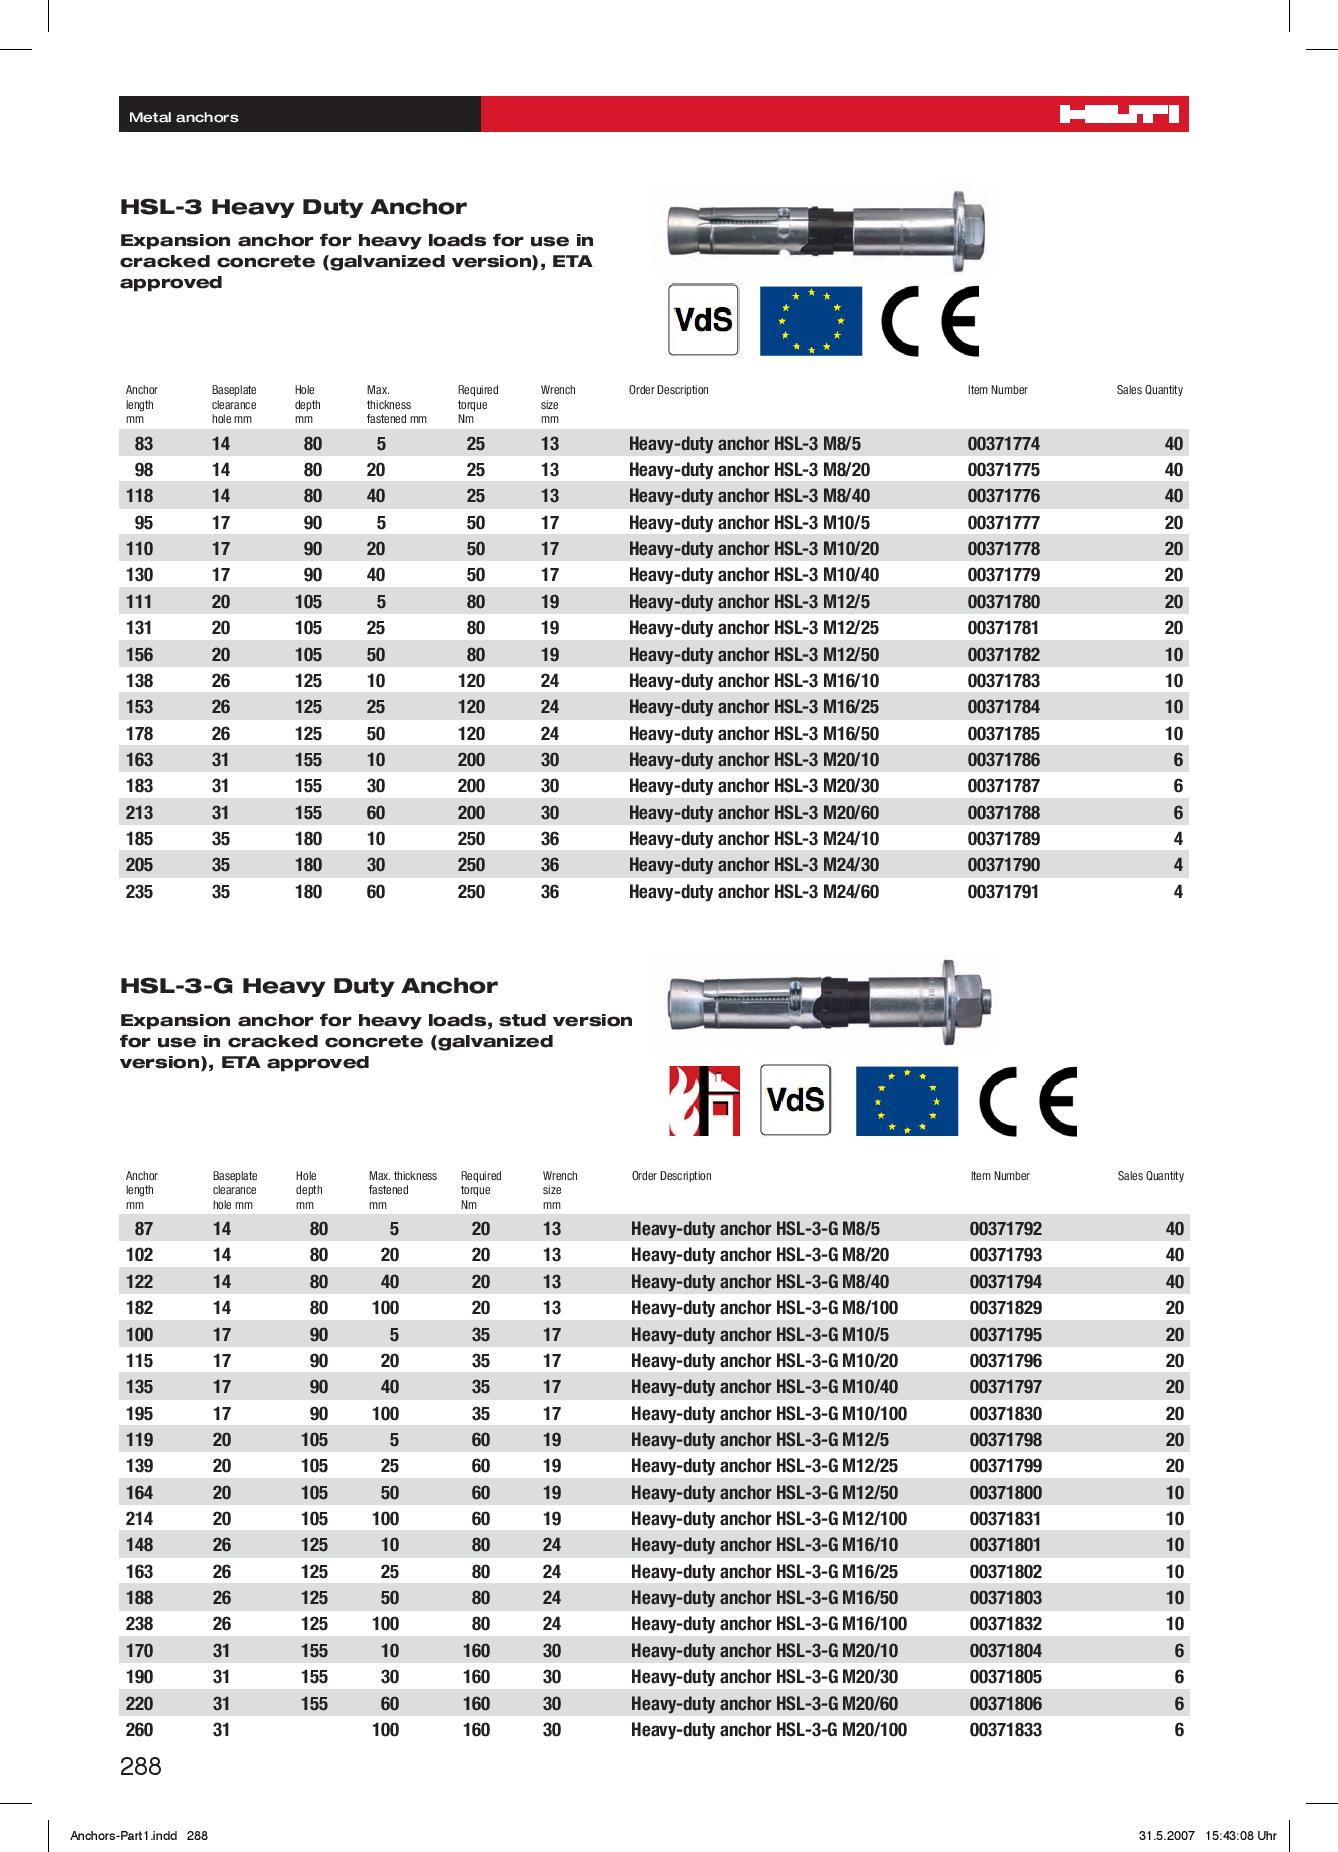 Metal anchors
HILTI
HSL-3 Heavy Duty Anchor
Expansion anchor for heavy loads for use in
cracked concrete (galvanized version), ETA
approved
VdS
CE
Anchor length mm Baseplate clearance hole mm Hole depth mm Max. thickness fastened mm Required torque Nm Wrench size mm Order Description Item Number Sales Quantity
83 14 80 5 25 13 Heavy-duty anchor HSL-3 M8/5 00371774 40
98 14 80 20 25 13 Heavy-duty anchor HSL-3 M8/20 00371775 40
118 14 80 40 25 13 Heavy-duty anchor HSL-3 M8/40 00371776 40
95 17 90 5 50 17 Heavy-duty anchor HSL-3 M10/5 00371777 20
110 17 90 20 50 17 Heavy-duty anchor HSL-3 M10/20 00371778 20
130 17 90 40 50 17 Heavy-duty anchor HSL-3 M10/40 00371779 20
111 20 105 5 80 19 Heavy-duty anchor HSL-3 M12/5 00371780 20
131 20 105 25 80 19 Heavy-duty anchor HSL-3 M12/25 00371781 20
156 20 105 50 80 19 Heavy-duty anchor HSL-3 M12/50 00371782 10
138 26 125 10 120 24 Heavy-duty anchor HSL-3 M16/10 00371783 10
153 26 125 25 120 24 Heavy-duty anchor HSL-3 M16/25 00371784 10
178 26 125 50 120 24 Heavy-duty anchor HSL-3 M16/50 00371785 10
163 31 155 10 200 30 Heavy-duty anchor HSL-3 M20/10 00371786 6
183 31 155 30 200 30 Heavy-duty anchor HSL-3 M20/30 00371787 6
213 31 155 60 200 30 Heavy-duty anchor HSL-3 M20/60 00371788 6
185 35 180 10 250 36 Heavy-duty anchor HSL-3 M24/10 00371789 4
205 35 180 30 250 36 Heavy-duty anchor HSL-3 M24/30 00371790 4
235 35 180 60 250 36 Heavy-duty anchor HSL-3 M24/60 00371791 4
HSL-3-G Heavy Duty Anchor
Expansion anchor for heavy loads, stud version
for use in cracked concrete (galvanized
version), ETA approved
VdS
CE
Anchor length mm Baseplate clearance hole mm Hole depth mm Max. thickness fastened mm Required torque Nm Wrench size mm Order Description Item Number Sales Quantity
87 14 80 5 20 13 Heavy-duty anchor HSL-3-G M8/5 00371792 40
102 14 80 20 20 13 Heavy-duty anchor HSL-3-G M8/20 00371793 40
122 14 80 40 20 13 Heavy-duty anchor HSL-3-G M8/40 00371794 40
182 14 80 100 20 13 Heavy-duty anchor HSL-3-G M8/100 00371829 20
100 17 90 5 35 17 Heavy-duty anchor HSL-3-G M10/5 00371795 20
115 17 90 20 35 17 Heavy-duty anchor HSL-3-G M10/20 00371796 20
135 17 90 40 35 17 Heavy-duty anchor HSL-3-G M10/40 00371797 20
195 17 90 100 35 17 Heavy-duty anchor HSL-3-G M10/100 00371830 20
119 20 105 5 60 19 Heavy-duty anchor HSL-3-G M12/5 00371798 20
139 20 105 25 60 19 Heavy-duty anchor HSL-3-G M12/25 00371799 20
164 20 105 50 60 19 Heavy-duty anchor HSL-3-G M12/50 00371800 10
214 20 105 100 60 19 Heavy-duty anchor HSL-3-G M12/100 00371831 10
148 26 125 10 80 24 Heavy-duty anchor HSL-3-G M16/10 00371801 10
163 26 125 25 80 24 Heavy-duty anchor HSL-3-G M16/25 00371802 10
188 26 125 50 80 24 Heavy-duty anchor HSL-3-G M16/50 00371803 10
238 26 125 100 80 24 Heavy-duty anchor HSL-3-G M16/100 00371832 10
170 31 155 10 160 30 Heavy-duty anchor HSL-3-G M20/10 00371804 6
190 31 155 30 160 30 Heavy-duty anchor HSL-3-G M20/30 00371805 6
220 31 155 60 160 30 Heavy-duty anchor HSL-3-G M20/60 00371806 6
260 31 100 160 30 Heavy-duty anchor HSL-3-G M20/100 00371833 6
288
Anchors-Part1.indd 288 31.5.2007 15:43:08 Uhr